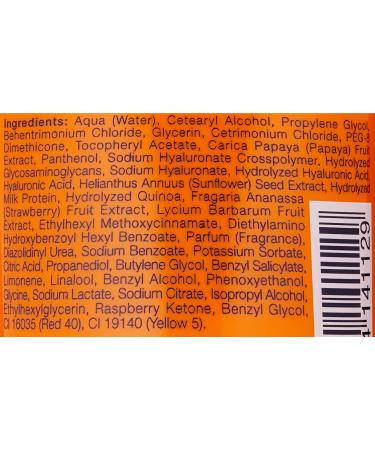 Ingredients: Aqua (Water), Cetearyl Alcohol, Propylene Glycol,
Behentrimonium Chloride, Glycerin, Cetrimonium Chloride, PEG-8
Dimethicone, Tocopheryl Acetate, Carica Papaya (Papaya) Fruit
Extract, Panthenol, Sodium Hyaluronate Crosspolymer, Hydrolyzed
Glycosaminoglycans, Sodium Hyaluronate, Hydrolyzed Hyaluronic Acid,
Hyaluronic Acid, Helianthus Annuus (Sunflower) Seed Extract, Hydrolyzed
Milk Protein, Hydrolyzed Quinoa, Fragaria Ananassa
(Strawberry) Fruit Extract, Lycium Barbarum Fruit
Extract, Ethylhexyl Methoxycinnamate, Diethylamino
Hydroxybenzoyl Hexyl Benzoate, Parfum (Fragrance),
Diazolidinyl Urea, Sodium Benzoate, Potassium Sorbate,
Citric Acid, Propanediol, Butylene Glycol, Benzyl Salicylate,
Limonene, Linalool, Benzyl Alcohol, Phenoxyethanol,
Glycine, Sodium Lactate, Sodium Citrate, Isopropyl Alcohol,
Ethylhexylglycerin, Raspberry Ketone, Benzyl Glycol,
CI 16035 (Red 40), CI 19140 (Yellow 5).
4 141129